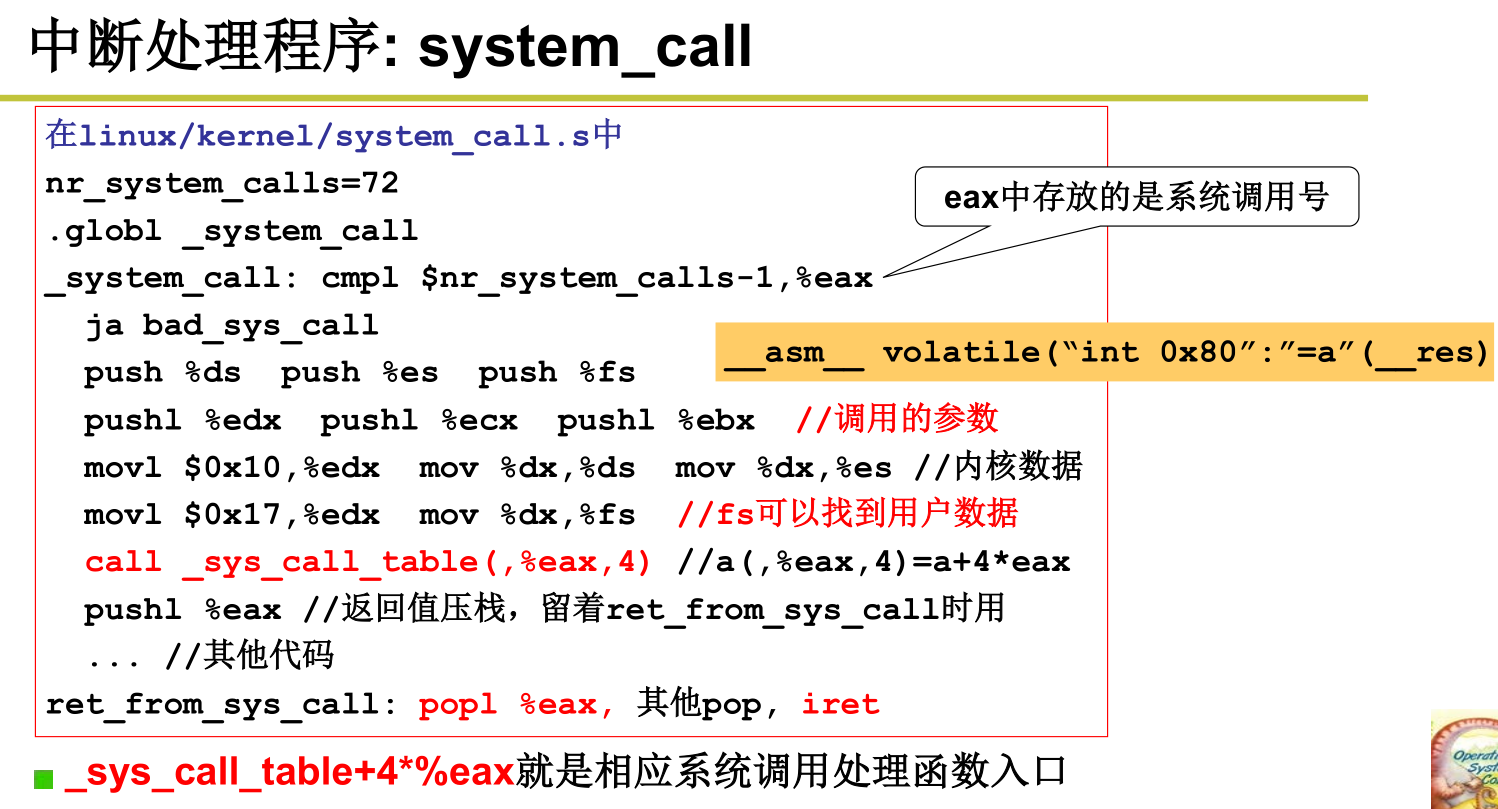 中断处理程序: system_call
在linux/kernel/system_call.s中
nr_system_calls=72
eax中存放的是系统调用号
.globl _system_call
_system_call: cmpl $nr_system_calls-1,%eax
ja bad_sys_call
__asm__ volatile(“int 0x80”:”=a”(__res)
push %ds push %es push %fs
pushl %edx pushl %ecx pushl %ebx //调用的参数
movl $0x10,%edx mov %dx,%ds mov %dx,%es //内核数据
movl $0x17,%edx mov %dx,%fs //fs可以找到用户数据
call _sys_call_table(,%eax,4) //a(,%eax,4)=a+4*eax
pushl %eax //返回值压栈，留着ret_from_sys_call时用
... //其他代码
ret_from_sys_call: popl %eax, 其他pop, iret
_sys_call_table+4*%eax就是相应系统调用处理函数入口